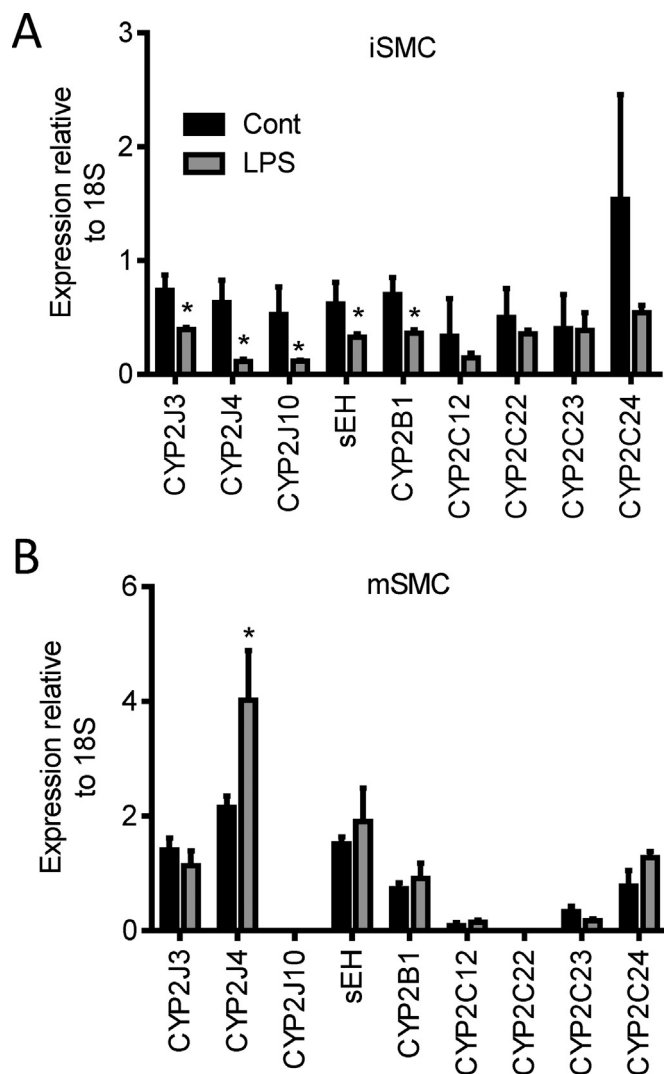 A
iSMC
Expression relative
to 18S
3
2
1
0
Cont
LPS
*
*
*
*
*
CYP2J3
CYP2J4
CYP2J10
sEH
CYP2B1
CYP2C12
CYP2C22
CYP2C23
CYP2C24
B
mSMC
Expression relative
to 18S
6
4
2
0
*
CYP2J3
CYP2J4
CYP2J10
sEH
CYP2B1
CYP2C12
CYP2C22
CYP2C23
CYP2C24